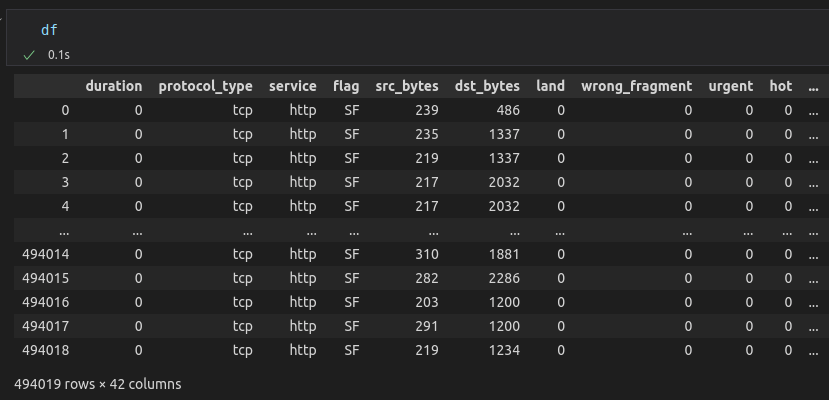 df
0.1s
duration protocol_type service flag src_bytes dst_bytes land wrong_fragment urgent hot ...
0 0 tcp http SF 239 486 0 0 0 0 ...
1 0 tcp http SF 235 1337 0 0 0 0 ...
2 0 tcp http SF 219 1337 0 0 0 0 ...
3 0 tcp http SF 217 2032 0 0 0 0 ...
4 0 tcp http SF 217 2032 0 0 0 0 ...
... ... ... ... ... ... ... ... ... ... ... ...
494014 0 tcp http SF 310 1881 0 0 0 0 ...
494015 0 tcp http SF 282 2286 0 0 0 0 ...
494016 0 tcp http SF 203 1200 0 0 0 0 ...
494017 0 tcp http SF 291 1200 0 0 0 0 ...
494018 0 tcp http SF 219 1234 0 0 0 0 ...
494019 rows × 42 columns